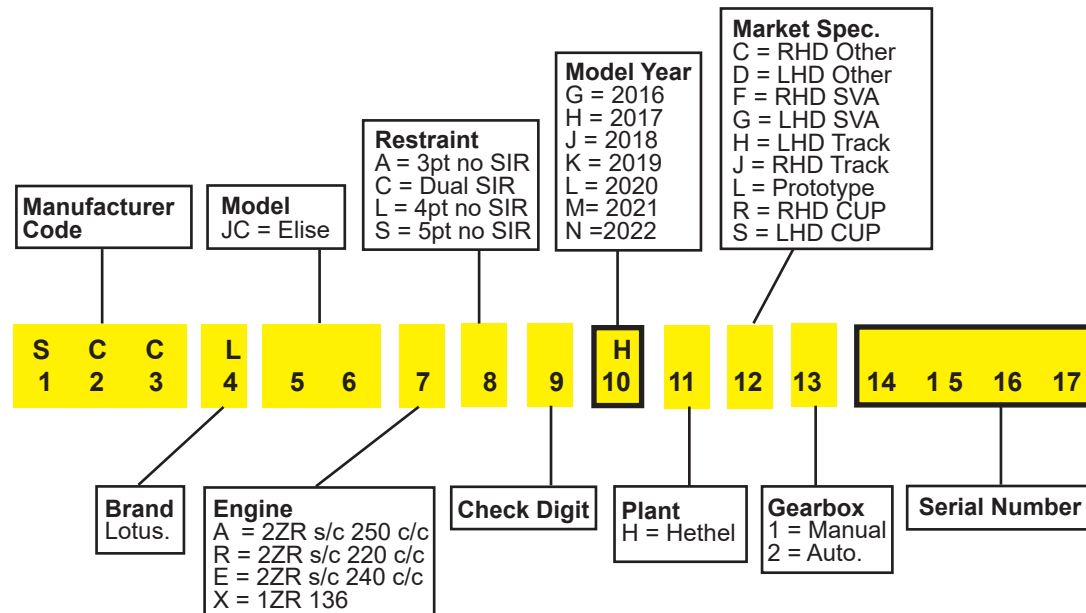 Market Spec.
C = RHD Other
D = LHD Other
F = RHD SVA
G = LHD SVA
H = LHD Track
J = RHD Track
L = Prototype
R = RHD CUP
S = LHD CUP
Model Year
G = 2016
H = 2017
J = 2018
K = 2019
L = 2020
M= 2021
N =2022
Restraint
A = 3pt no SIR
C = Dual SIR
L = 4pt no SIR
S = 5pt no SIR
Manufacturer
Code
Model
JC = Elise
S C C L H
1 2 3 4 5 6 7 8 9 10 11 12 13 14 1 5 16 17
Brand
Lotus.
Engine
A = 2ZR s/c 250 c/c
R = 2ZR s/c 220 c/c
E = 2ZR s/c 240 c/c
X = 1ZR 136
Check Digit
Plant
H = Hethel
Gearbox
1 = Manual
2 = Auto.
Serial Number